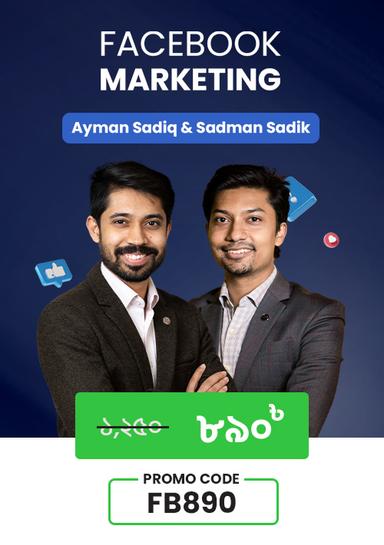 FACEBOOK
MARKETING
Ayman Sadiq & Sadman Sadik
১,২৫০ ৮৯০৳
PROMO CODE
FB890